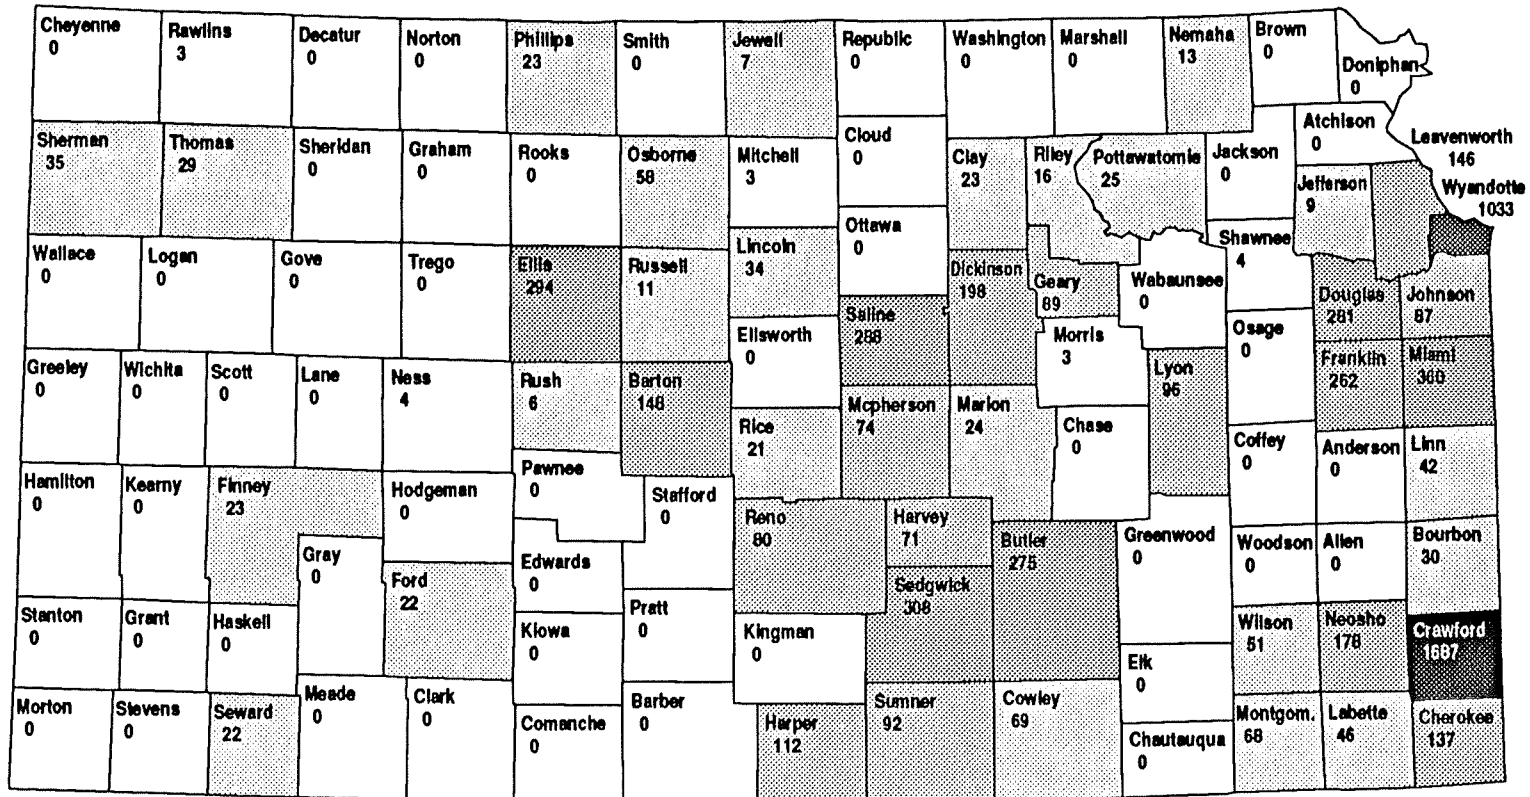 Cheyenne
0
Rawlins
3
Decatur
0
Norton
0
Phillips
23
Smith
0
Jewell
7
Republic
0
Washington
0
Marshall
0
Nemaha
13
Brown
0
Doniphan
0
Sherman
35
Thomas
29
Sheridan
0
Graham
0
Rooks
0
Osborne
58
Mitchell
3
Cloud
0
Clay
23
Riley
16
Pottawatomie
25
Jackson
0
Atchison
0
Leavenworth
146
Jefferson
9
Wyandotte
1033
Wallace
0
Logan
0
Gove
0
Trego
0
Ellis
294
Russell
11
Lincoln
34
Ottawa
0
Dickinson
198
Geary
89
Wabaunsee
0
Shawnee
4
Douglas
281
Johnson
87
Saline
288
Ellsworth
0
Morris
3
Osage
0
Greeley
0
Wichita
0
Scott
0
Lane
0
Ness
4
Rush
6
Barton
148
Rice
21
Mcpherson
74
Marion
24
Chase
0
Lyon
96
Franklin
262
Miami
360
Coffey
0
Anderson
0
Linn
42
Hamilton
0
Kearny
0
Finney
23
Hodgeman
0
Pawnee
0
Stafford
0
Reno
80
Harvey
71
Butler
275
Greenwood
0
Woodson
0
Allen
0
Bourbon
30
Gray
0
Ford
22
Edwards
0
Sedgwick
308
Stanton
0
Grant
0
Haskell
0
Kiowa
0
Pratt
0
Kingman
0
Elk
0
Wilson
51
Neosho
178
Crawford
1687
Morton
0
Stevens
0
Seward
22
Meade
0
Clark
0
Comanche
0
Barber
0
Harper
112
Sumner
92
Cowley
69
Chautauqua
0
Montgom.
68
Labette
46
Cherokee
137